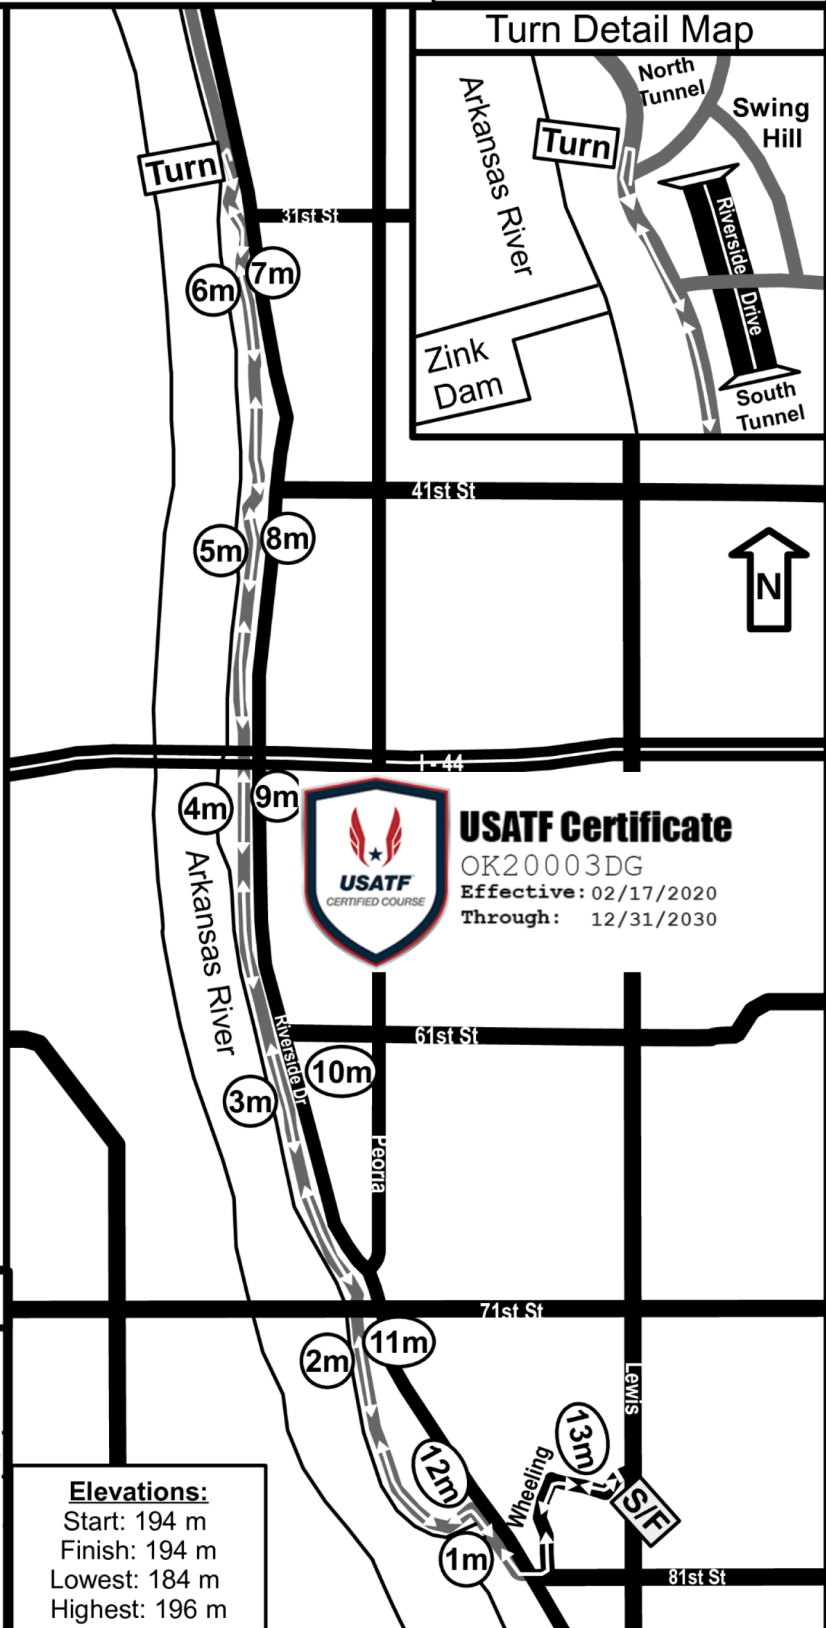 Turn Detail Map
Arkansas River
North
Tunnel
Swing
Hill
Turn
Riverside Drive
Zink
Dam
South
Tunnel
Turn
31st St
6m
7m
41st St
5m
8m
N
I - 44
4m
9m
USATF
CERTIFIED COURSE
USATF Certificate
OK20003DG
Effective: 02/17/2020
Through: 12/31/2030
Arkansas River
Riverside Dr
61st St
10m
3m
Peoria
71st St
11m
2m
Lewis
13m
12m
Wheeling
S/F
1m
81st St
Elevations:
Start: 194 m
Finish: 194 m
Lowest: 184 m
Highest: 196 m